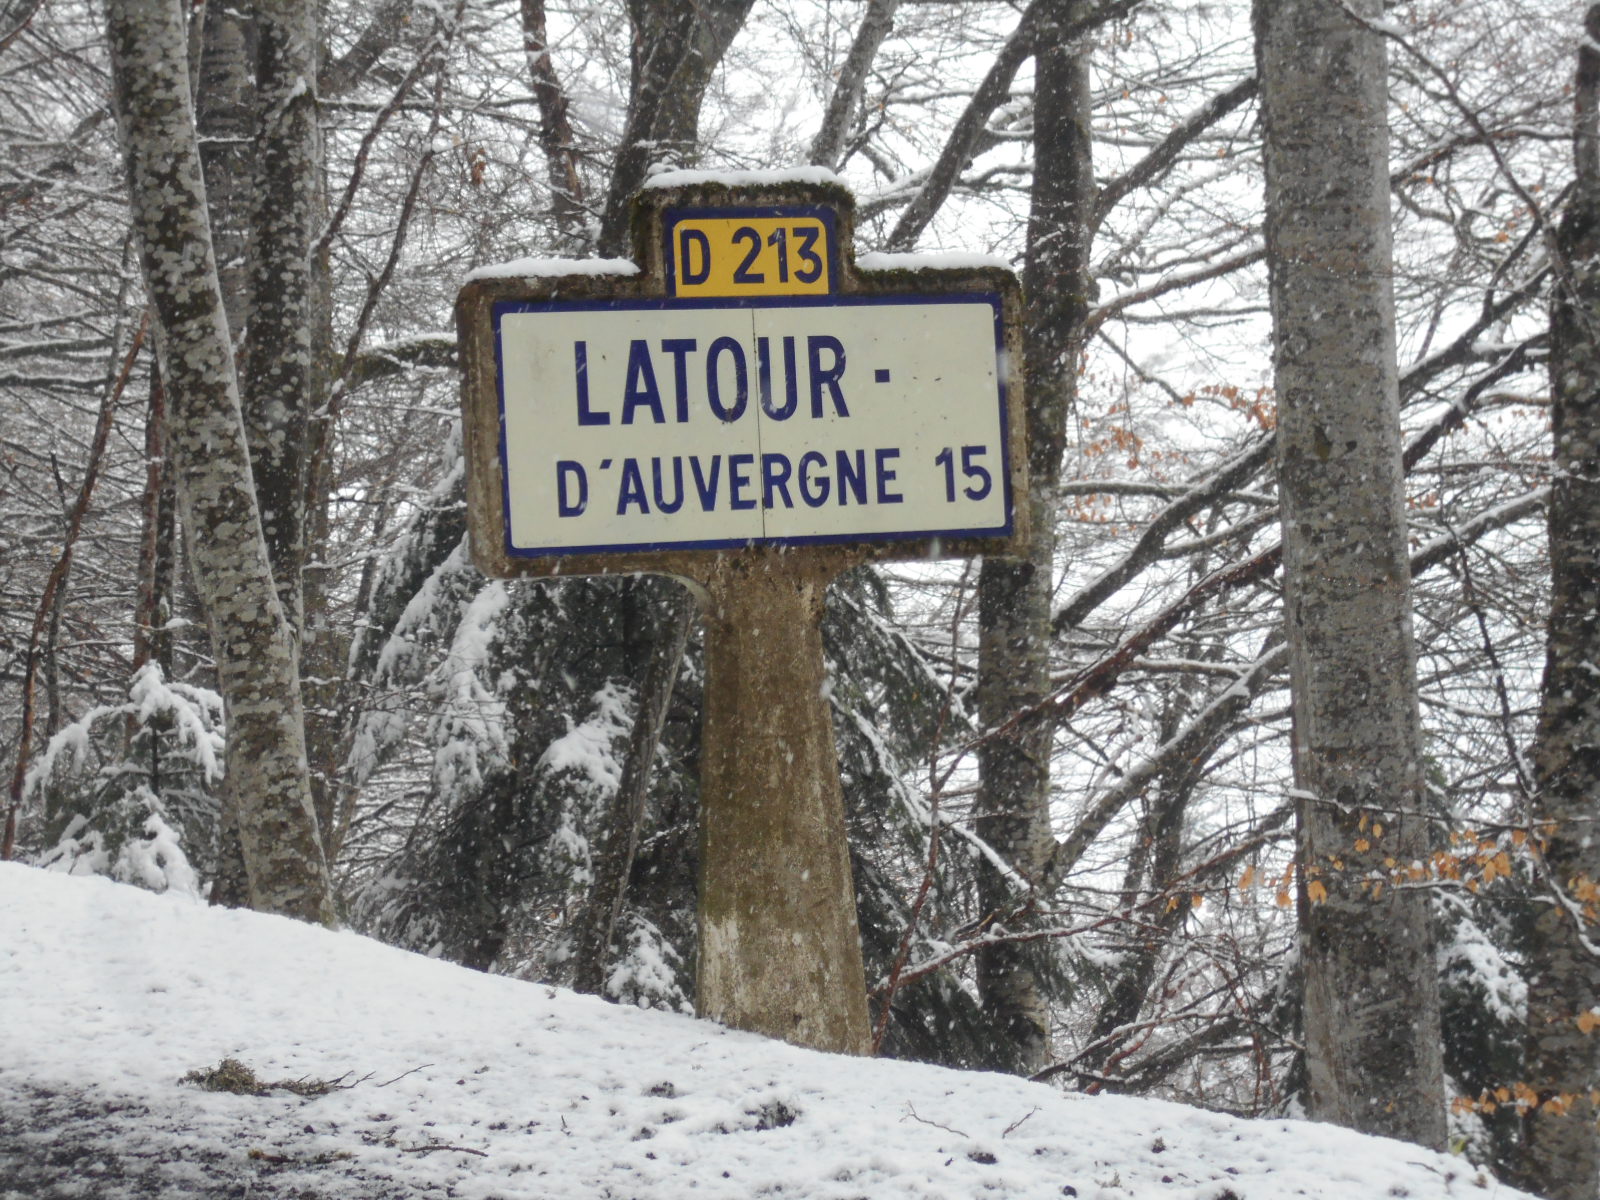 D 213
LATOUR-
D'AUVERGNE 15